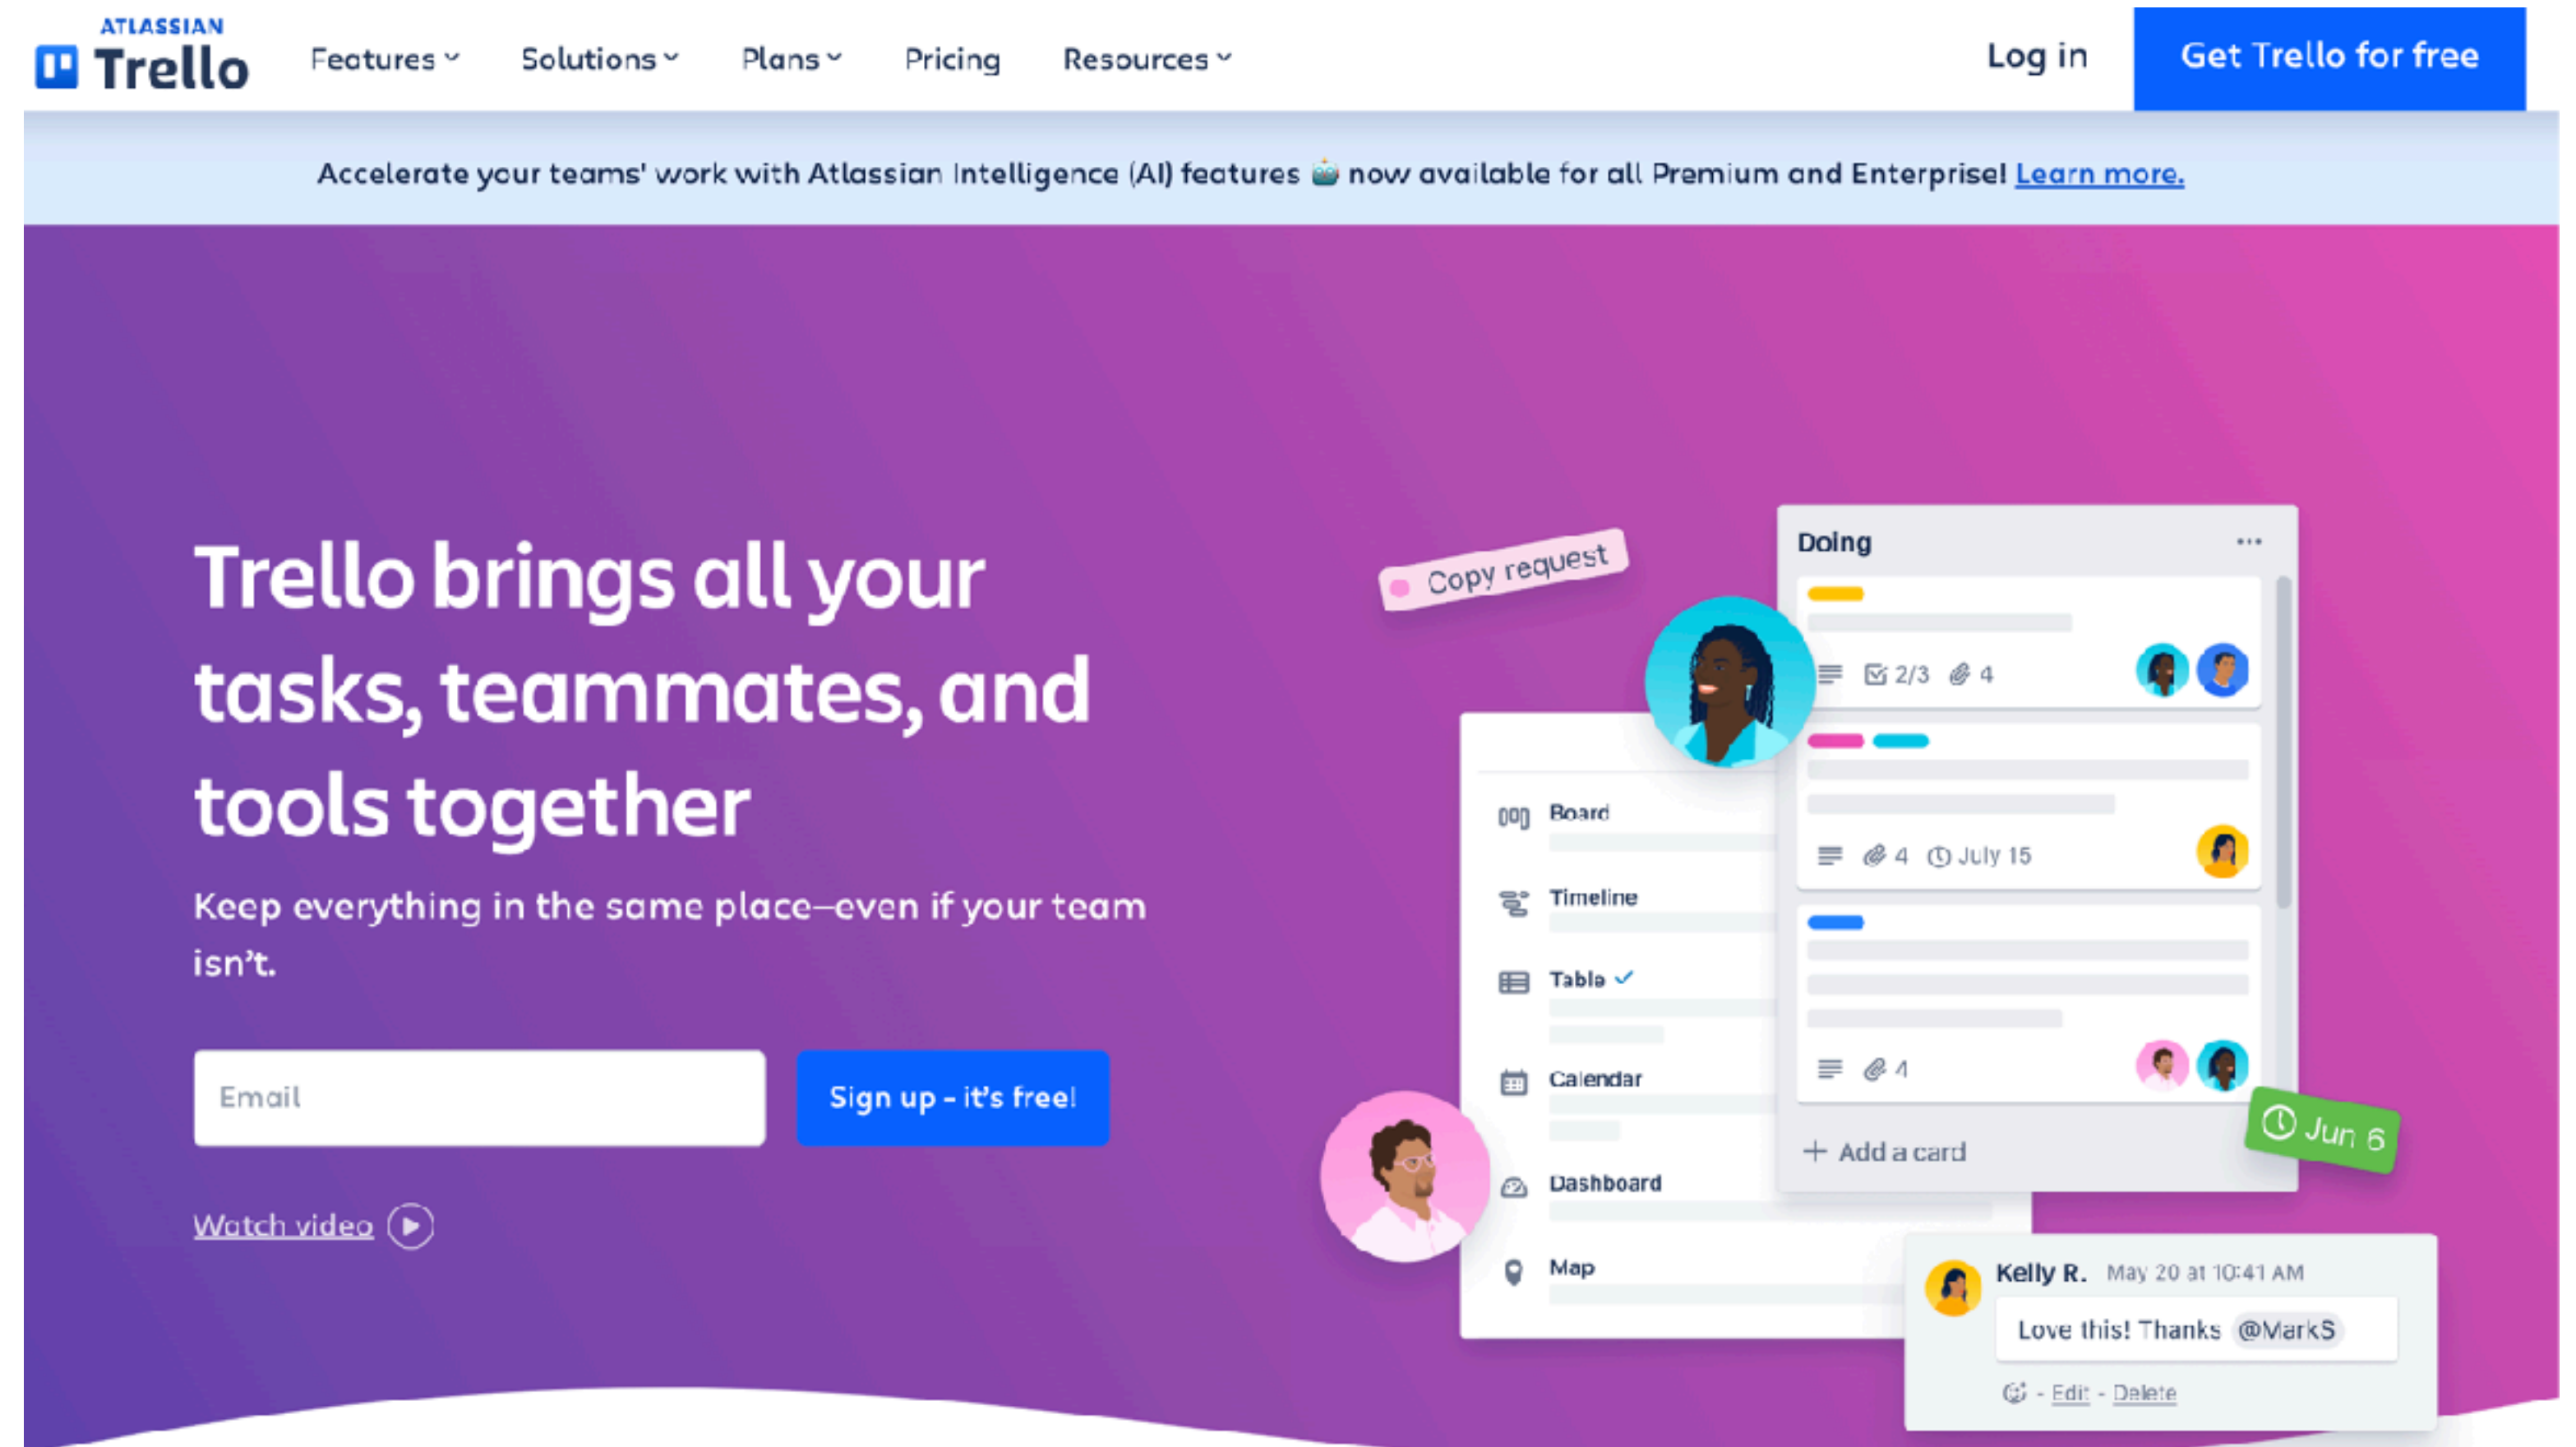 ATLASSIAN
Trello
Features
Solutions
Plans
Pricing
Resources
Log in
Get Trello for free
Accelerate your teams' work with Atlassian Intelligence (AI) features 🤖 now available for all Premium and Enterprise! Learn more.
Trello brings all your
tasks, teammates, and
tools together
Keep everything in the same place—even if your team
isn’t.
Email
Sign up - it’s free!
Watch video
Copy request
Doing
2/3 4
4 July 15
4
+ Add a card
Jun 6
Board
Timeline
Table
Calendar
Dashboard
Map
Kelly R. May 20 at 10:41 AM
Love this! Thanks @MarkS
- Edit - Delete